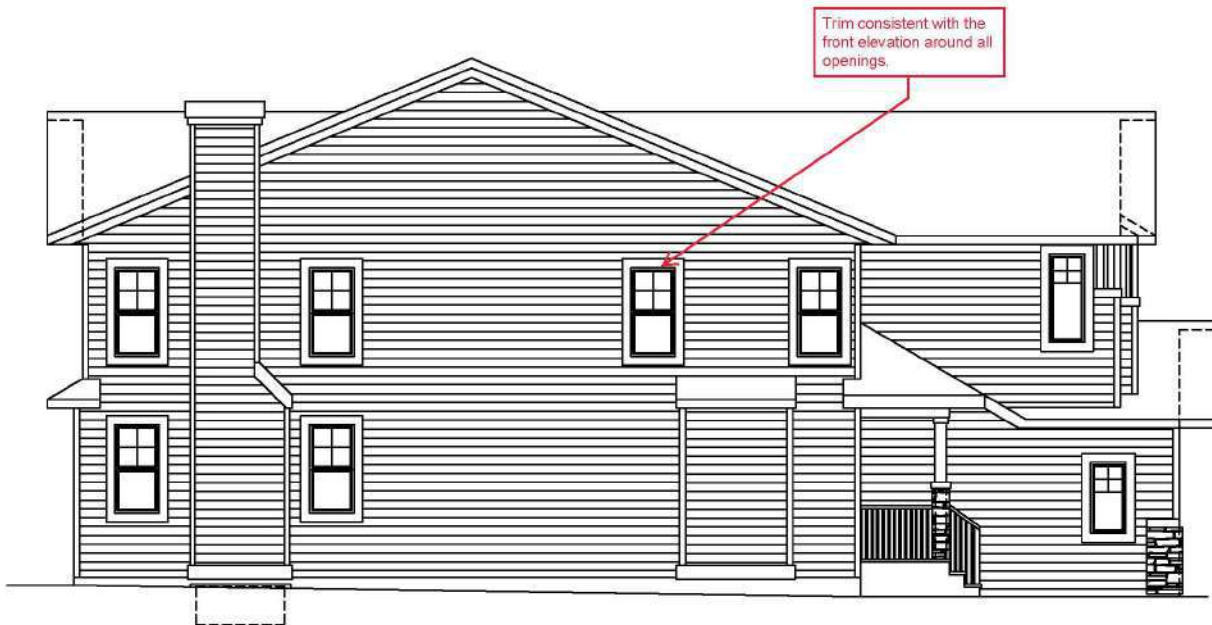 Trim consistent with the
front elevation around all
openings.